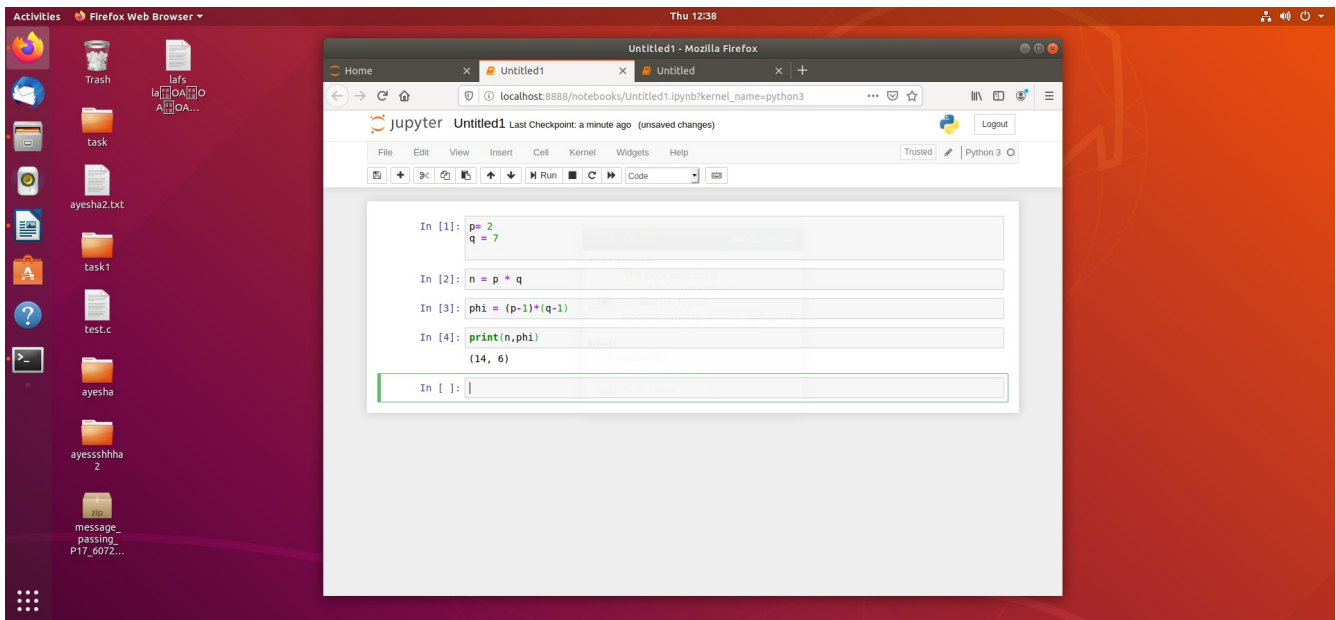 Activities Firefox Web Browser Thu 12:38
Trash
lafs
la OA O
A OA...
task
ayesha2.txt
task1
test.c
ayesha
ayessshhha
2
zip
message_
passing_
P17_6072...
Untitled1 - Mozilla Firefox
Home Untitled1 Untitled
localhost:8888/notebooks/Untitled1.ipynb?kernel_name=python3
jupyter Untitled1 Last Checkpoint: a minute ago (unsaved changes) Logout
File Edit View Insert Cell Kernel Widgets Help Trusted Python 3
Run Code
In [1]: p= 2
q = 7
In [2]: n = p * q
In [3]: phi = (p-1)*(q-1)
In [4]: print(n,phi)
(14, 6)
In [ ]: